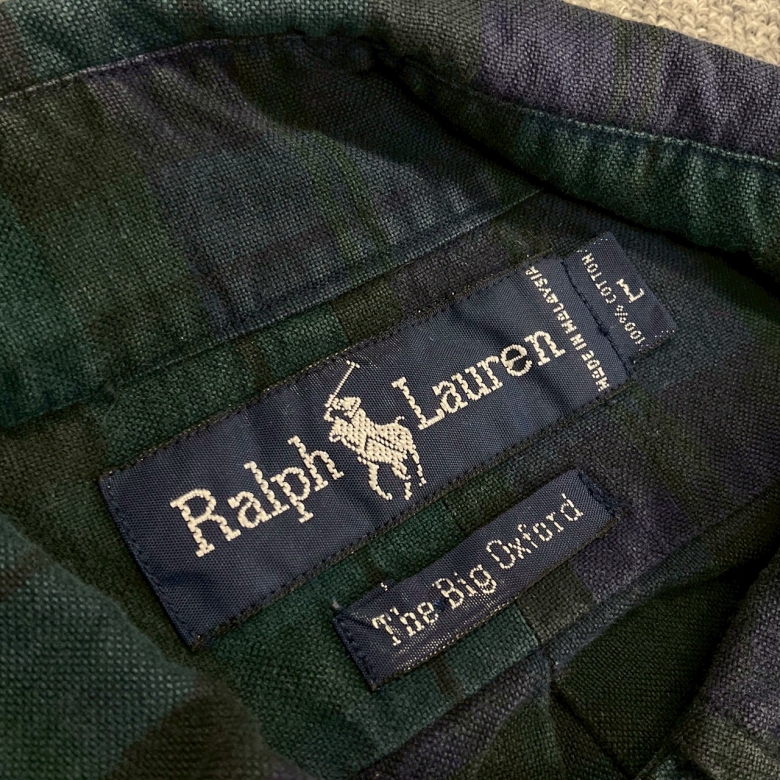 Ralph Lauren
MADE IN MALAYSIA
100% COTTON
L
The Big Oxford